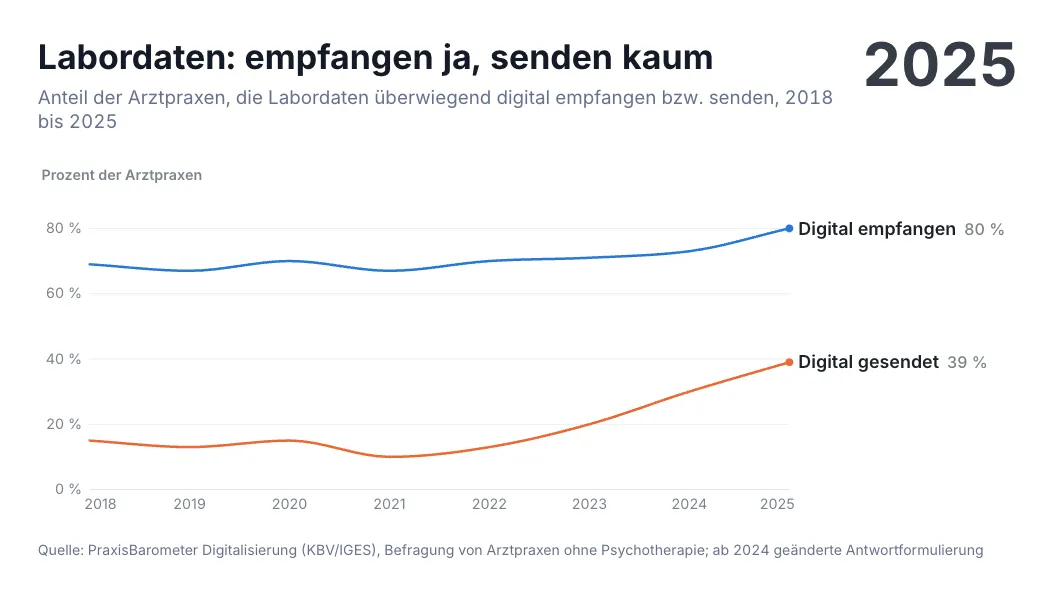 Labordaten: empfangen ja, senden kaum
2025
Anteil der Arztpraxen, die Labordaten überwiegend digital empfangen bzw. senden, 2018
bis 2025
Prozent der Arztpraxen
80 %
Digital empfangen 80 %
60 %
40 %
Digital gesendet 39 %
20 %
0 %
2018 2019 2020 2021 2022 2023 2024 2025
Quelle: PraxisBarometer Digitalisierung (KBV/IGES), Befragung von Arztpraxen ohne Psychotherapie; ab 2024 geänderte Antwortformulierung